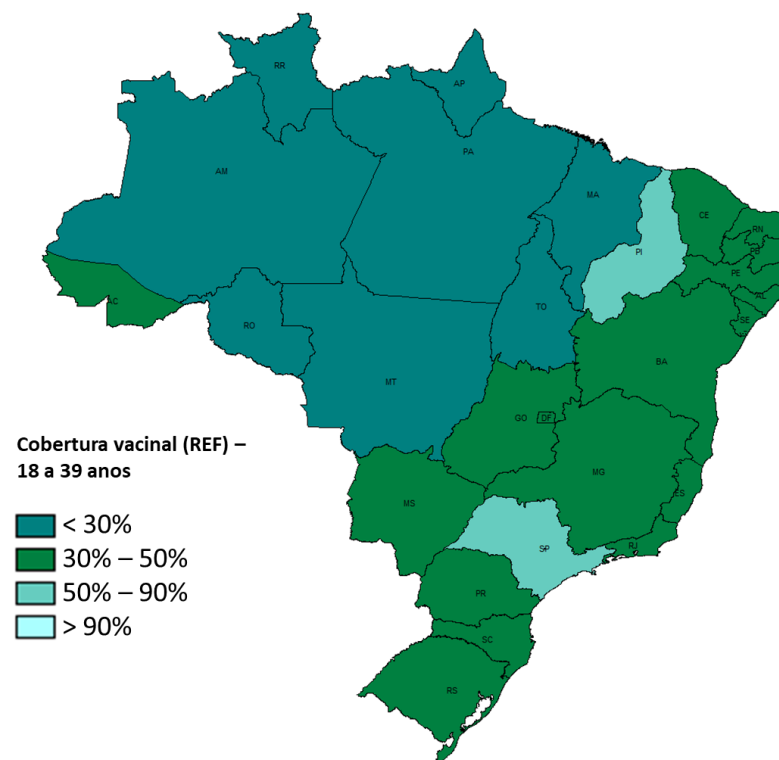 RR
AP
AM
PA
MA
CE
RN
PB
PI
PE
AL
AC
SE
TO
RO
BA
MT
GO
DF
MG
MS
ES
SP
RJ
PR
SC
RS
Cobertura vacinal (REF) –
18 a 39 anos
< 30%
30% – 50%
50% – 90%
> 90%